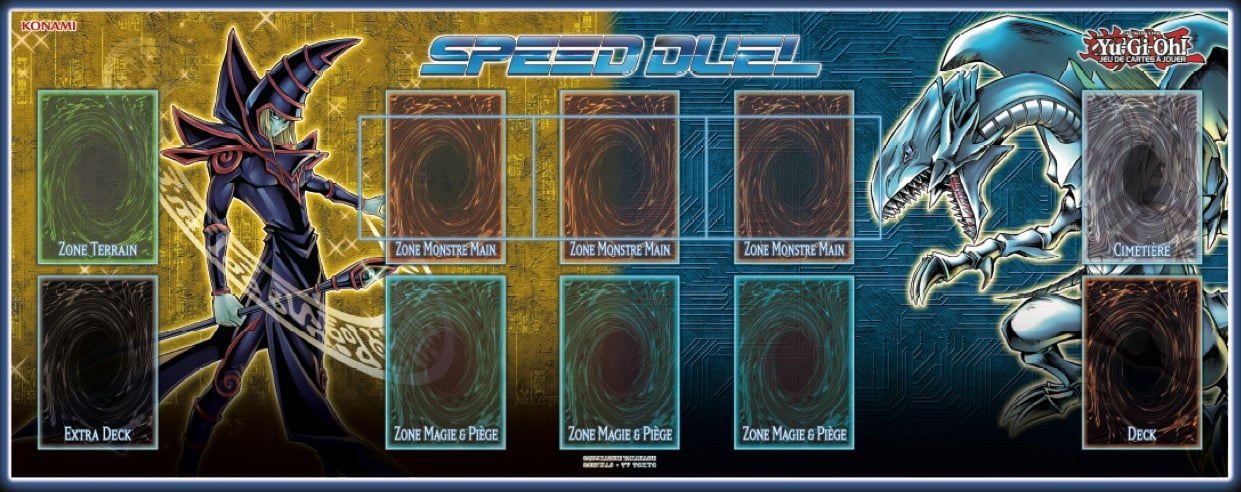 KONAMI
SPEED DUEL
Yu-Gi-Oh!
JEU DE CARTES À JOUER
ZONE TERRAIN
ZONE MONSTRE MAIN
ZONE MONSTRE MAIN
ZONE MONSTRE MAIN
CIMETIÈRE
EXTRA DECK
ZONE MAGIE & PIÈGE
ZONE MAGIE & PIÈGE
ZONE MAGIE & PIÈGE
DECK